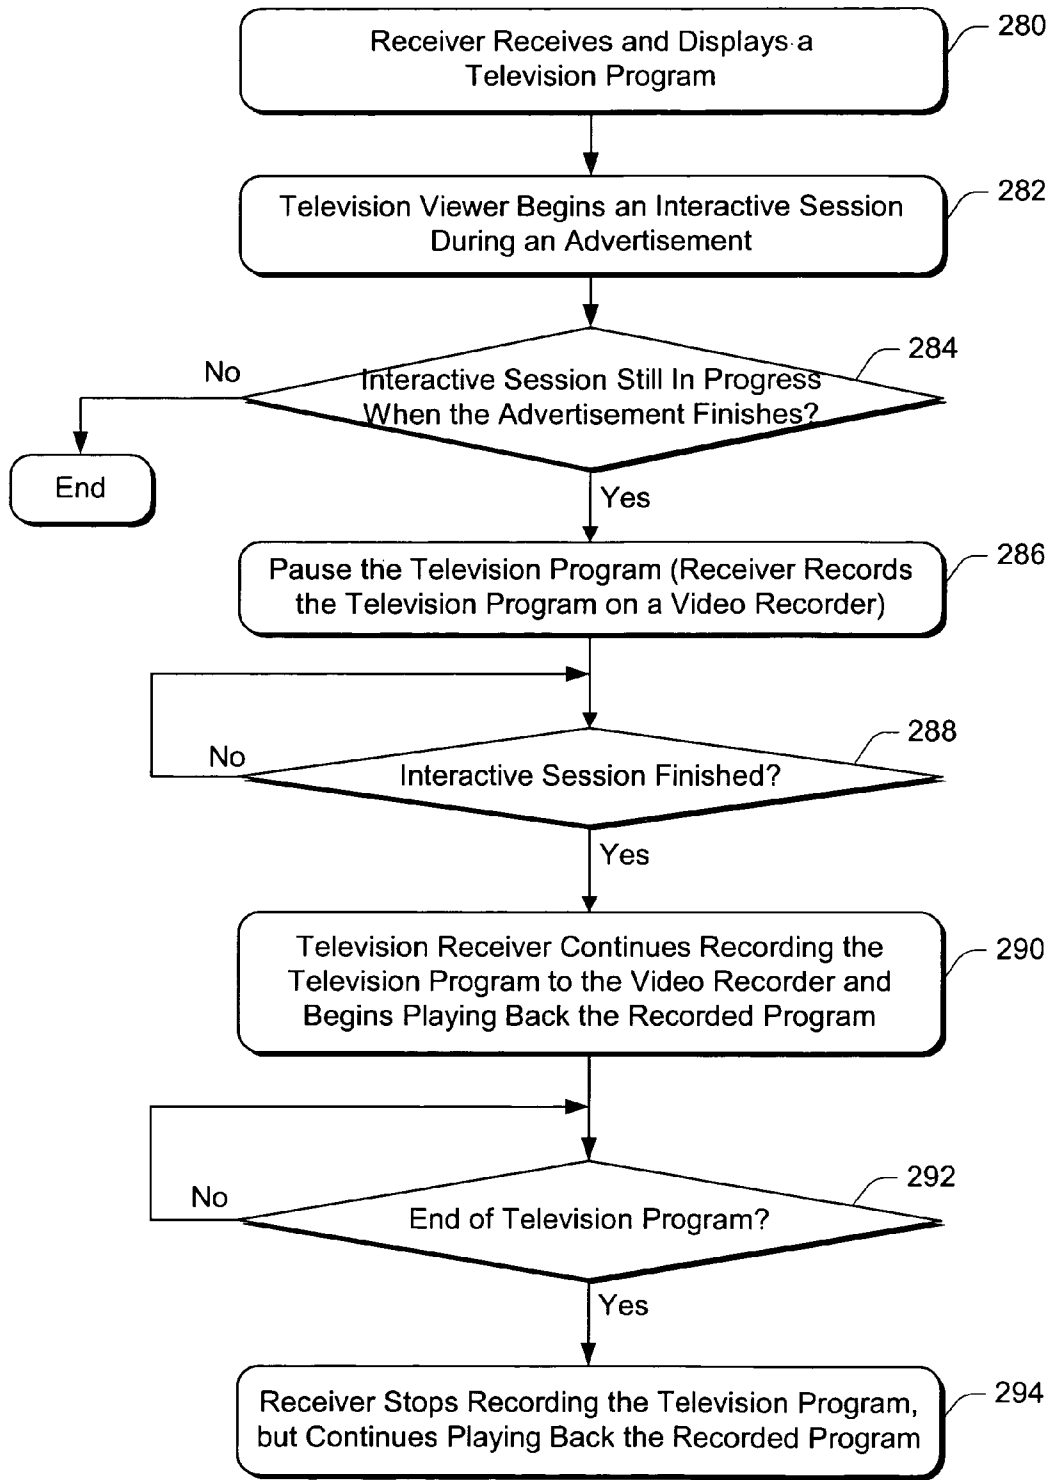 Receiver Receives and Displays a
Television Program
280
Television Viewer Begins an Interactive Session
During an Advertisement
282
Interactive Session Still In Progress
When the Advertisement Finishes?
284
No
End
Yes
Pause the Television Program (Receiver Records
the Television Program on a Video Recorder)
286
Interactive Session Finished?
288
No
Yes
Television Receiver Continues Recording the
Television Program to the Video Recorder and
Begins Playing Back the Recorded Program
290
End of Television Program?
292
No
Yes
Receiver Stops Recording the Television Program,
but Continues Playing Back the Recorded Program
294